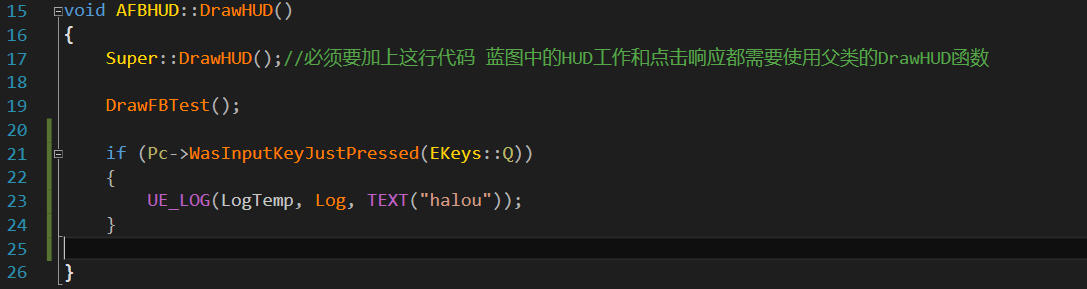 15 void AFBHUD::DrawHUD()
16 {
17 Super::DrawHUD();//必须要加上这行代码 蓝图中的HUD工作和点击响应都需要使用父类的DrawHUD函数
18
19 DrawFBTest();
20
21 if (Pc->WasInputKeyJustPressed(EKeys::Q))
22 {
23 UE_LOG(LogTemp, Log, TEXT("halou"));
24 }
25
26 }